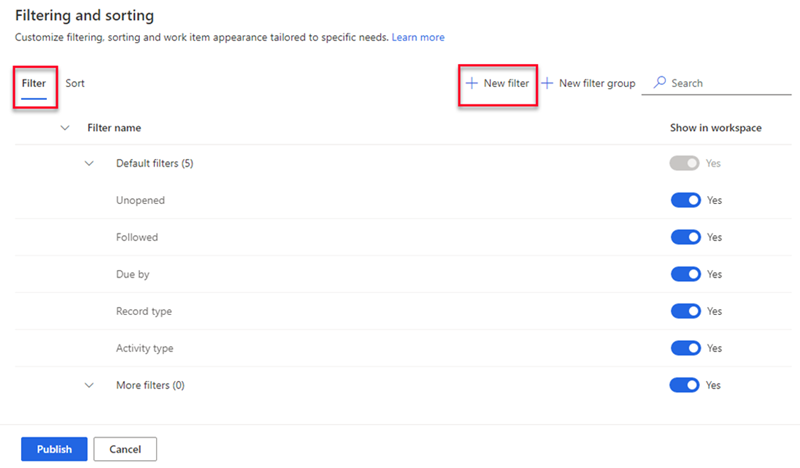 Filtering and sorting
Customize filtering, sorting and work item appearance tailored to specific needs. Learn more
Filter Sort New filter New filter group Search
Filter name Show in workspace
Default filters (5) Yes
Unopened Yes
Followed Yes
Due by Yes
Record type Yes
Activity type Yes
More filters (0) Yes
Publish Cancel